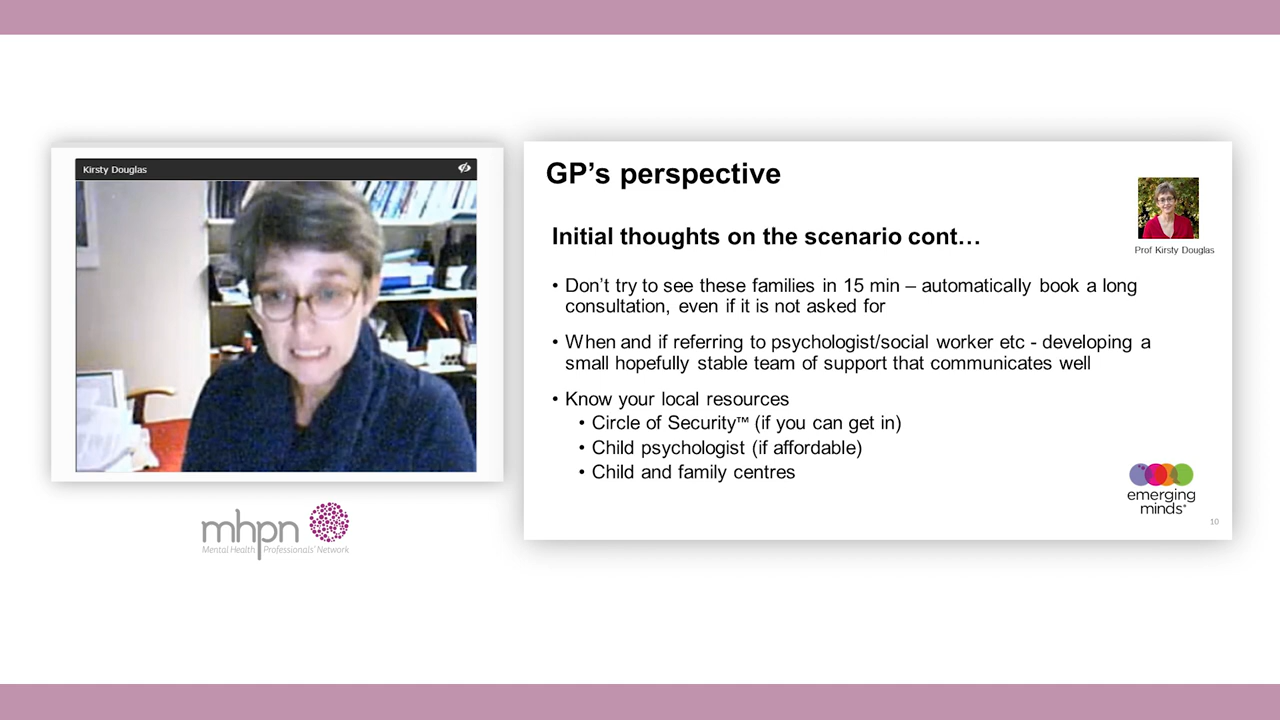 Kirsty Douglas
mhpn
Mental Health Professionals' Network
GP’s perspective
Prof Kirsty Douglas
Initial thoughts on the scenario cont…
• Don’t try to see these families in 15 min – automatically book a long
consultation, even if it is not asked for
• When and if referring to psychologist/social worker etc - developing a
small hopefully stable team of support that communicates well
• Know your local resources
• Circle of Security™ (if you can get in)
• Child psychologist (if affordable)
• Child and family centres
emerging
minds
10